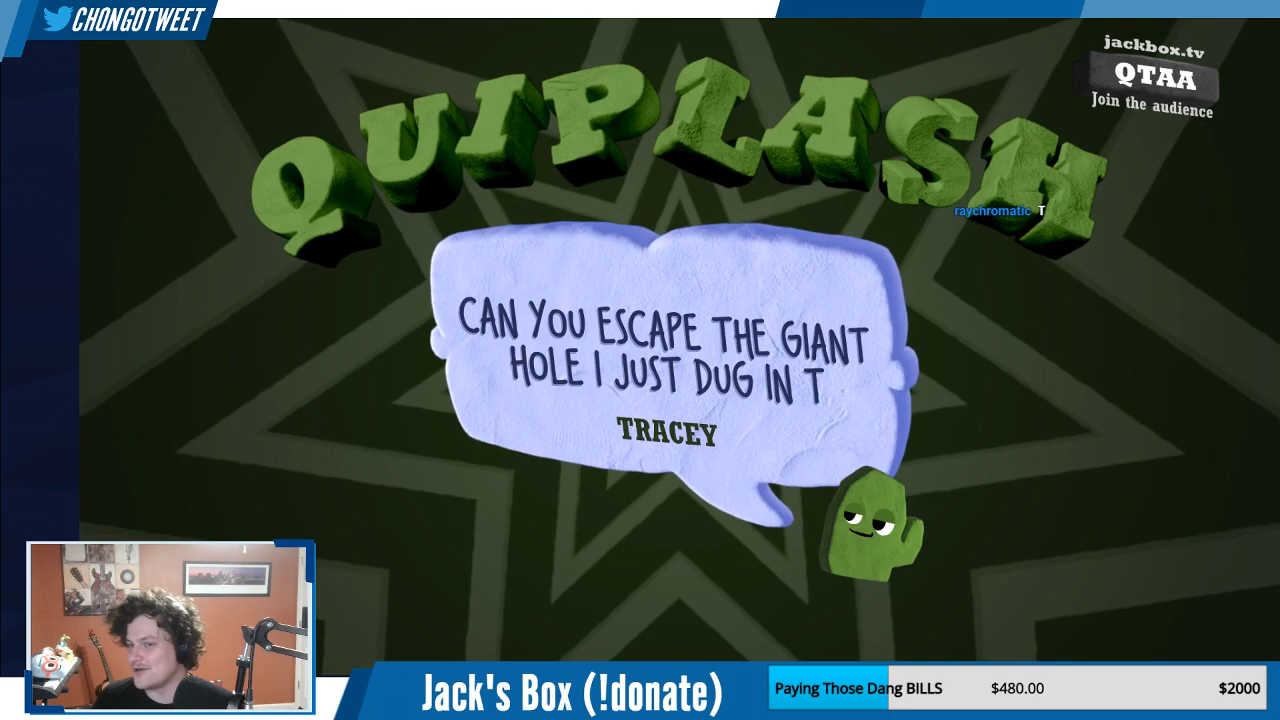 CHONGOTWEET
jackbox.tv
QTAA
Join the audience
QUIPLASH
raychromatic T
CAN YOU ESCAPE THE GIANT
HOLE I JUST DUG IN T
TRACEY
Jack's Box (!donate)
Paying Those Dang BILLS $480.00 $2000